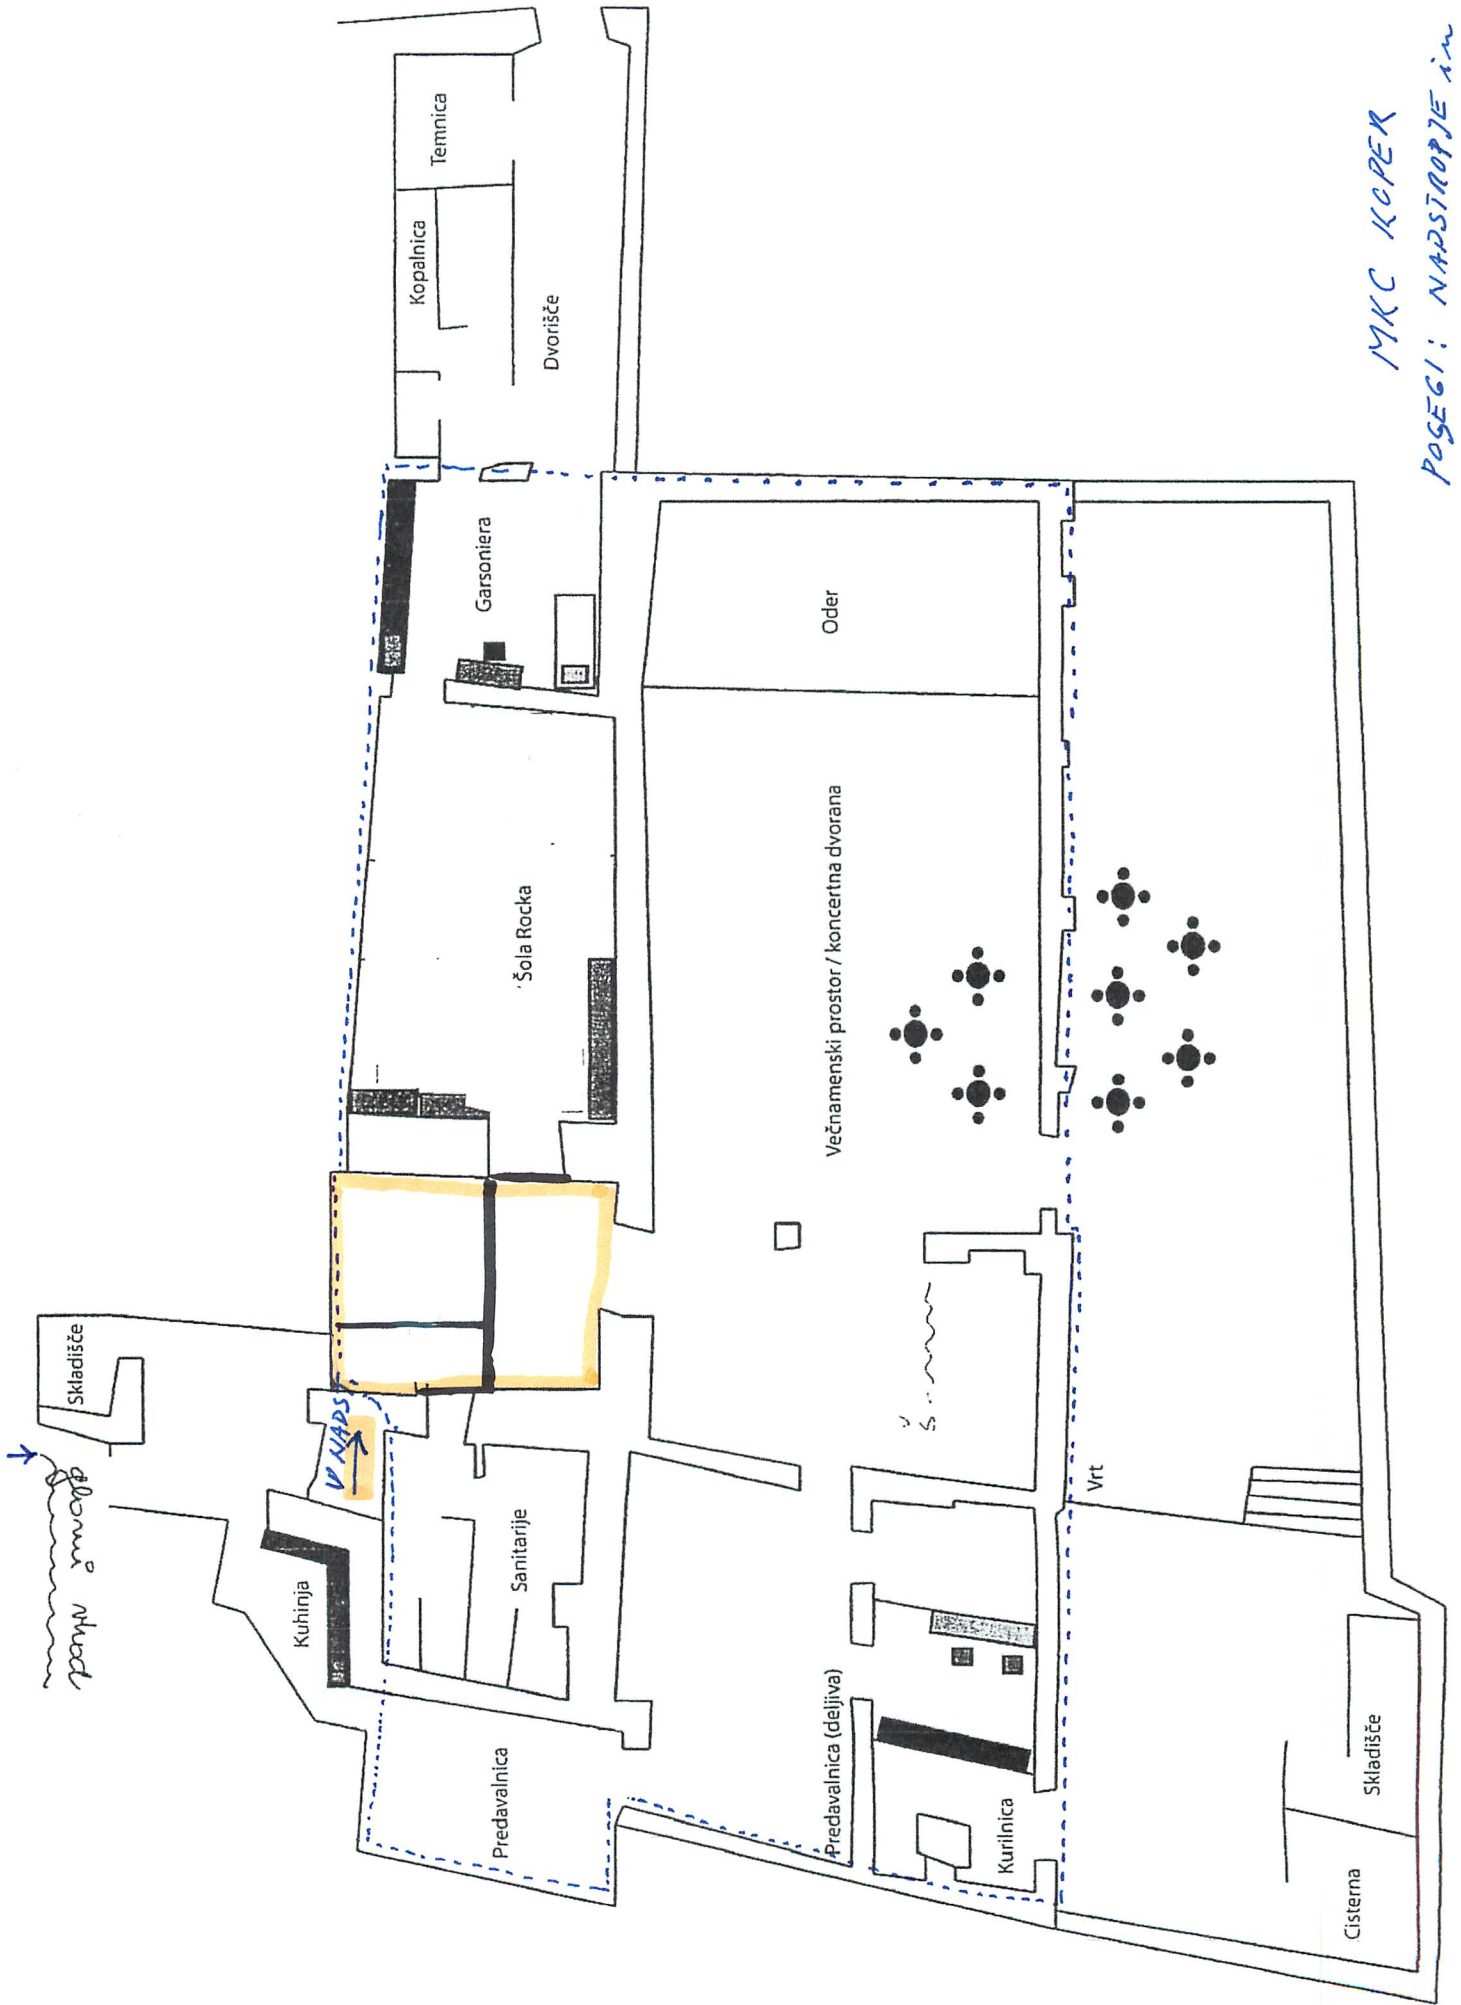 MKC KOPER
POSEGI: NADSTROPJE in
Temnica
Kopalnica
Dvorišče
Garsoniera
Oder
Šola Rocka
Večnamenski prostor / koncertna dvorana
Skladišče
V NADS
glavni vhod
Kuhinja
Sanitarije
Vrt
Predavalnica
Predavalnica (deljiva)
Kurilnica
Skladišče
Cisterna